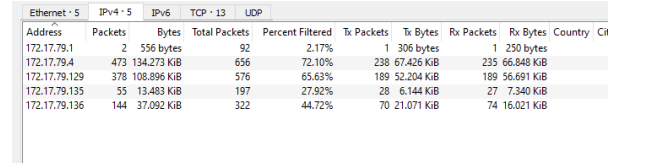 Ethernet · 5 IPv4 · 5 IPv6 TCP · 13 UDP
Address Packets Bytes Total Packets Percent Filtered Tx Packets Tx Bytes Rx Packets Rx Bytes Country Cit
172.17.79.1 2 556 bytes 92 2.17% 1 306 bytes 1 250 bytes
172.17.79.4 473 134.273 KiB 656 72.10% 238 67.426 KiB 235 66.848 KiB
172.17.79.129 378 108.896 KiB 576 65.63% 189 52.204 KiB 189 56.691 KiB
172.17.79.135 55 13.483 KiB 197 27.92% 28 6.144 KiB 27 7.340 KiB
172.17.79.136 144 37.092 KiB 322 44.72% 70 21.071 KiB 74 16.021 KiB